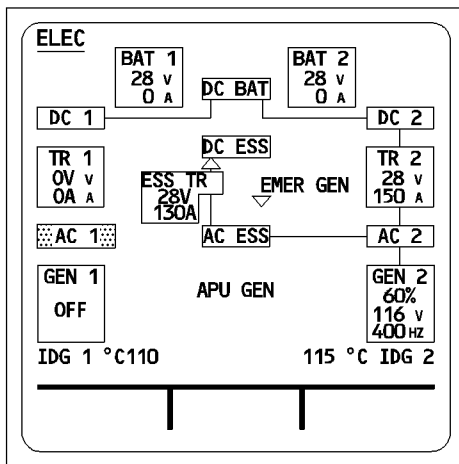 ELEC
BAT 1
28 V
0 A
BAT 2
28 V
0 A
DC BAT
DC 1
DC 2
DC ESS
TR 1
0V V
0A A
ESS TR
28V
130A
EMER GEN
TR 2
28 V
150 A
AC 1
AC ESS
AC 2
GEN 1
OFF
APU GEN
GEN 2
60%
116 V
400 HZ
IDG 1 °C110
115 °C IDG 2